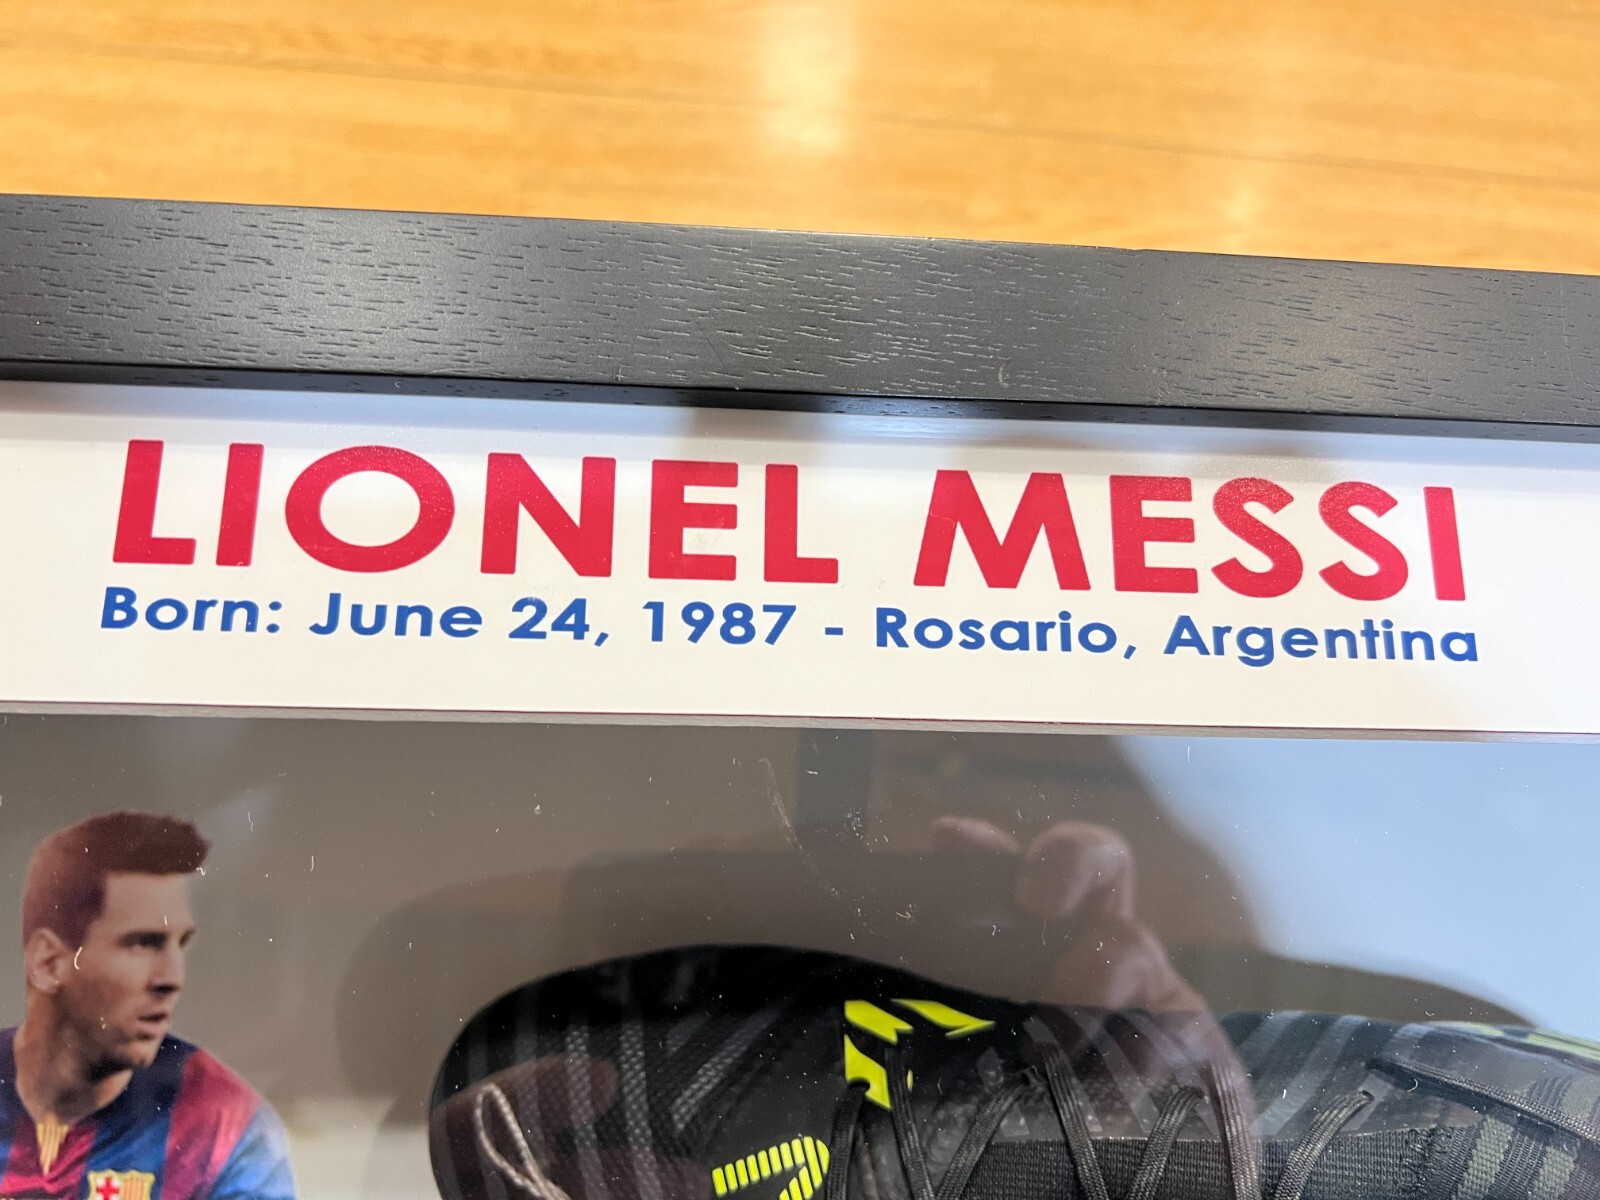 LIONEL MESSI
Born: June 24, 1987 - Rosario, Argentina